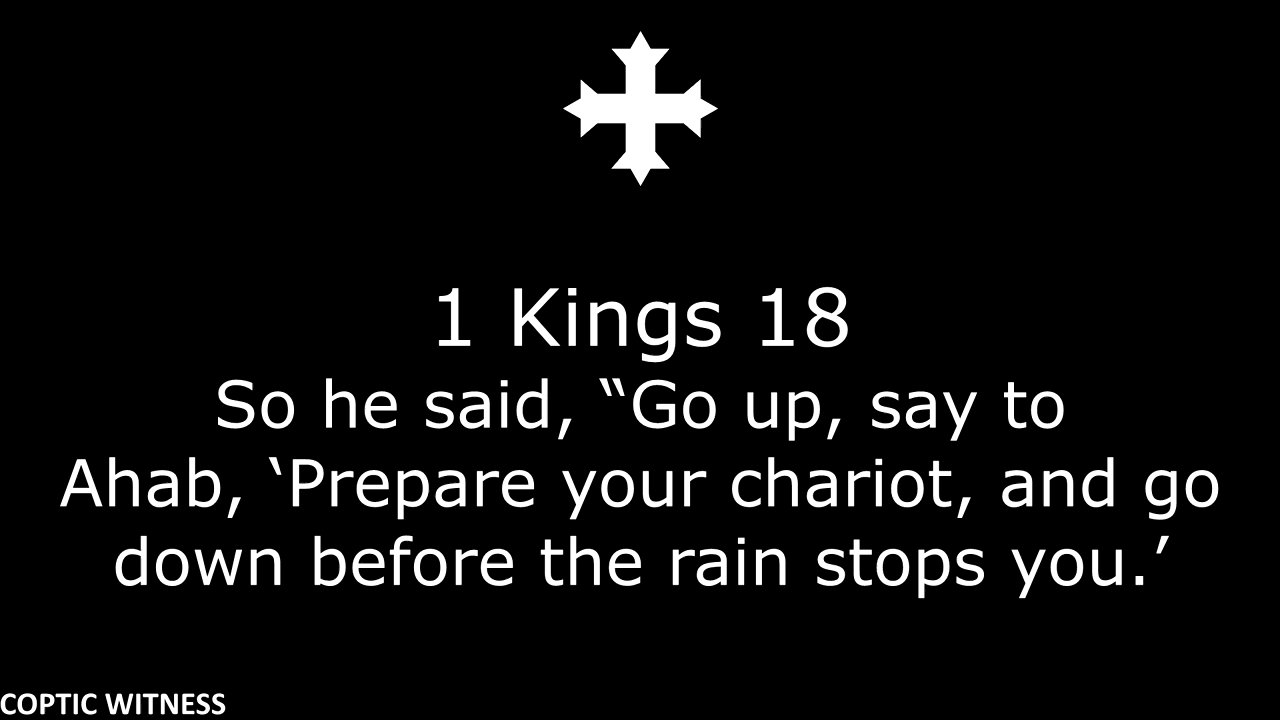 1 Kings 18
So he said, “Go up, say to
Ahab, ‘Prepare your chariot, and go
down before the rain stops you.’
COPTIC WITNESS